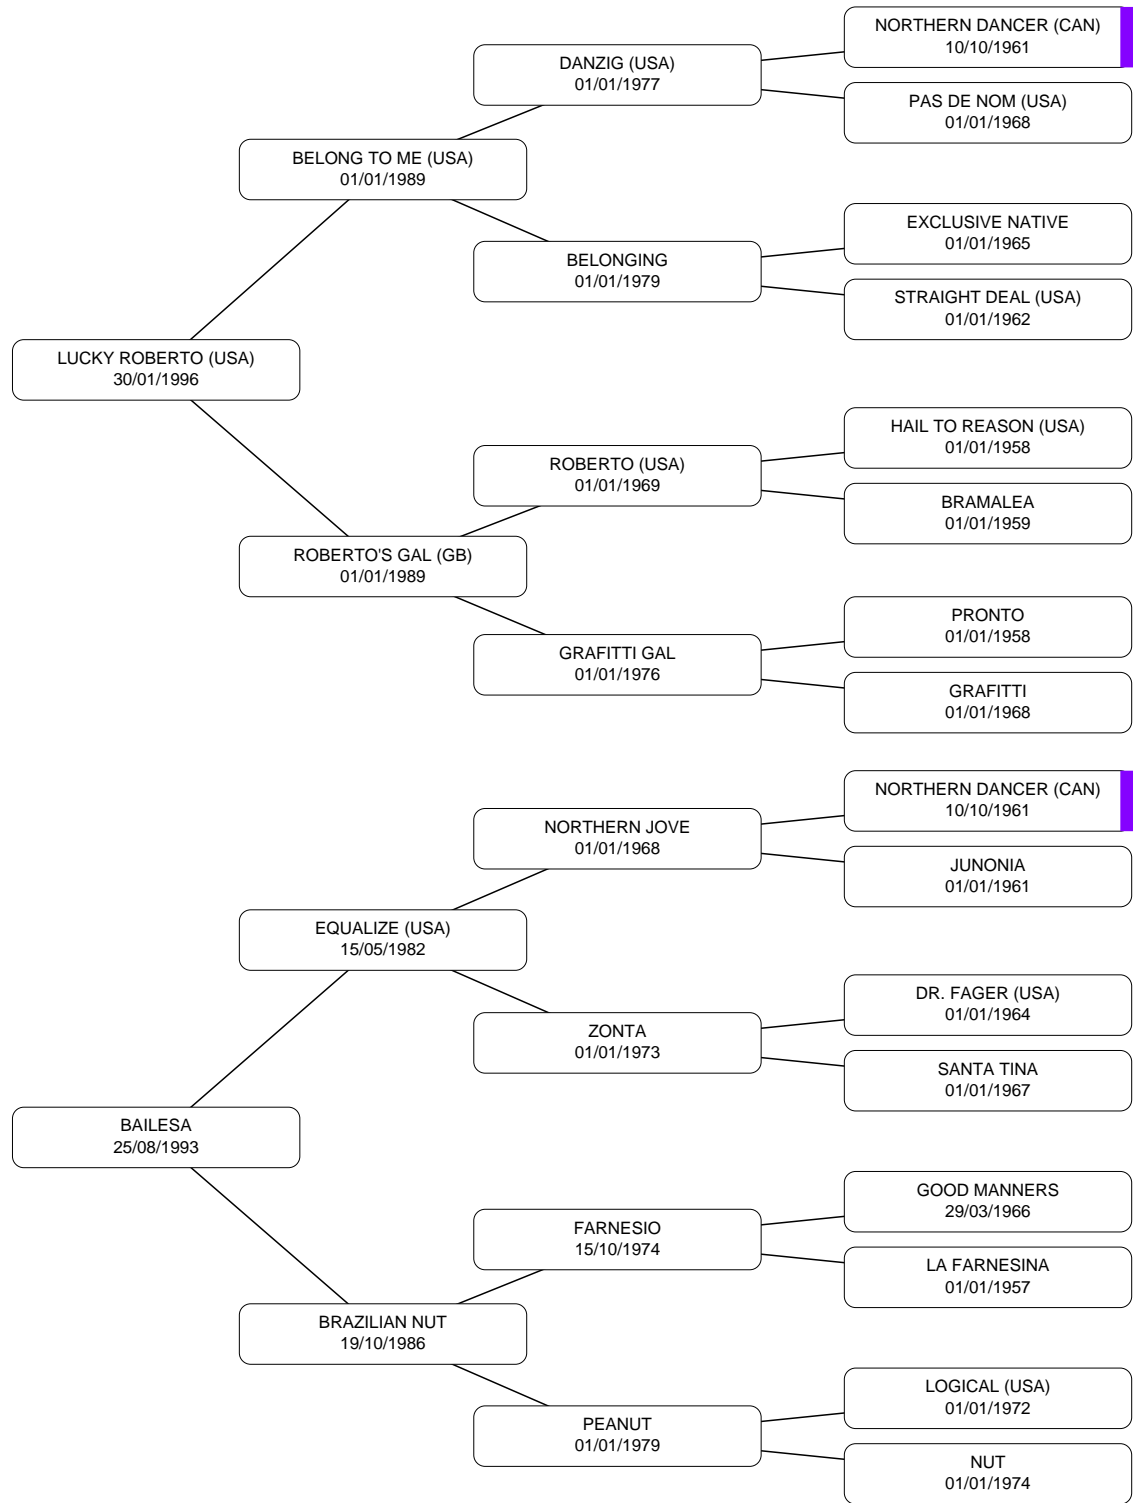 NORTHERN DANCER (CAN)
10/10/1961
DANZIG (USA)
01/01/1977
PAS DE NOM (USA)
01/01/1968
BELONG TO ME (USA)
01/01/1989
EXCLUSIVE NATIVE
01/01/1965
BELONGING
01/01/1979
STRAIGHT DEAL (USA)
01/01/1962
LUCKY ROBERTO (USA)
30/01/1996
HAIL TO REASON (USA)
01/01/1958
ROBERTO (USA)
01/01/1969
BRAMALEA
01/01/1959
ROBERTO'S GAL (GB)
01/01/1989
PRONTO
01/01/1958
GRAFITTI GAL
01/01/1976
GRAFITTI
01/01/1968
NORTHERN DANCER (CAN)
10/10/1961
NORTHERN JOVE
01/01/1968
JUNONIA
01/01/1961
EQUALIZE (USA)
15/05/1982
DR. FAGER (USA)
01/01/1964
ZONTA
01/01/1973
SANTA TINA
01/01/1967
BAILESA
25/08/1993
GOOD MANNERS
29/03/1966
FARNESIO
15/10/1974
LA FARNESINA
01/01/1957
BRAZILIAN NUT
19/10/1986
LOGICAL (USA)
01/01/1972
PEANUT
01/01/1979
NUT
01/01/1974